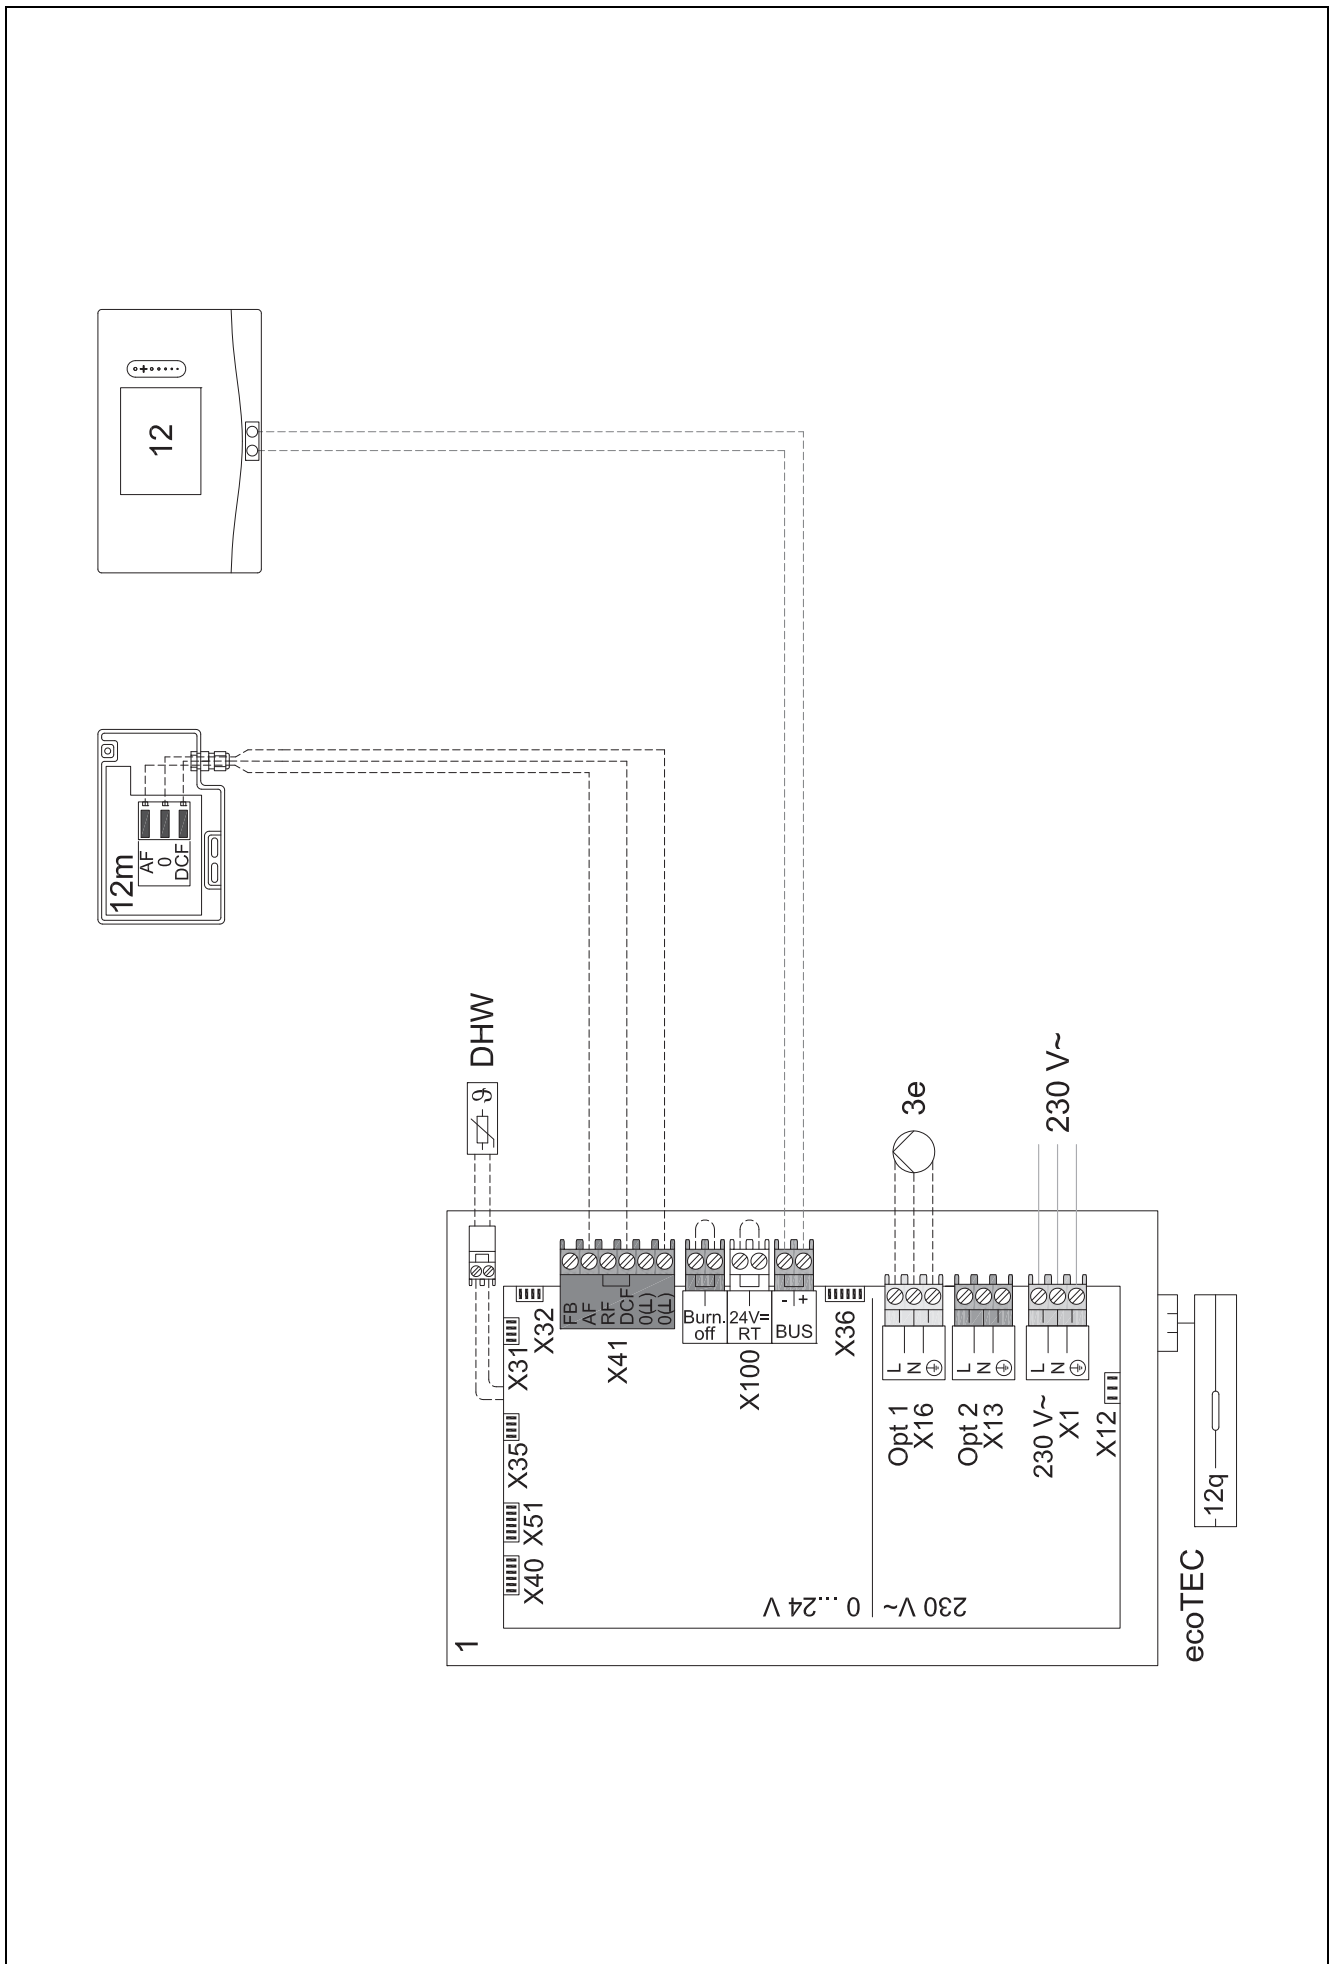 12
12m
AF
0
DCF
DHW
ϑ
1
X40
X51
X35
X31
X32
FB
AF
RF
DCF
0(⊥)
0(⊥)
X41
Burn.
off
24V=
RT
X100
- +
BUS
X36
3e
230 V~
L
N
Opt 1
X16
L
N
Opt 2
X13
L
N
230 V~
X1
X12
0 ...24 V
230 V~
12q
ecoTEC